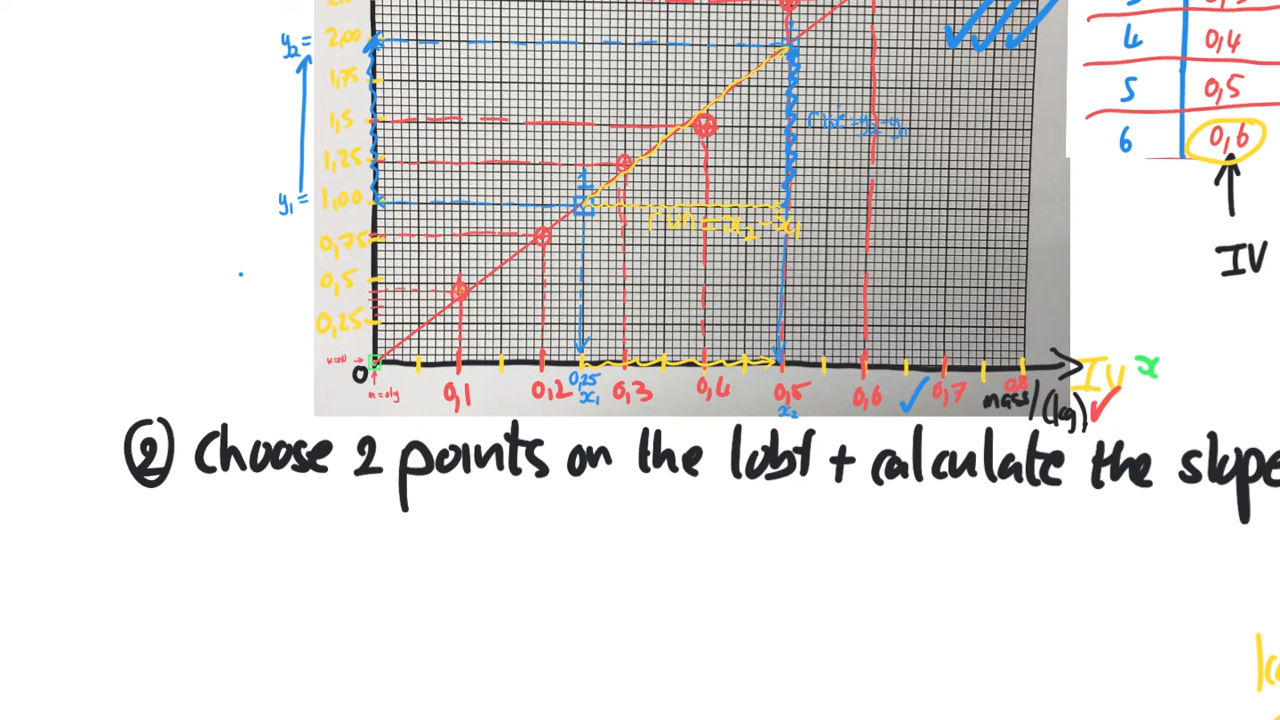 y₂= 2,00
1,75
1,5
1,25
y₁= 1,00
0,75
0,5
0,25
0
1
rise=y₂-y₁
run=x₂-x₁
0,1 0,2 0,25 0,3 0,4 0,5 0,6 0,7 0,8
x₁ x₂
m=0kg
mass/(kg)
IV x
4 0,4
5 0,5
6 0,6
IV
② Choose 2 points on the lobf + calculate the slope